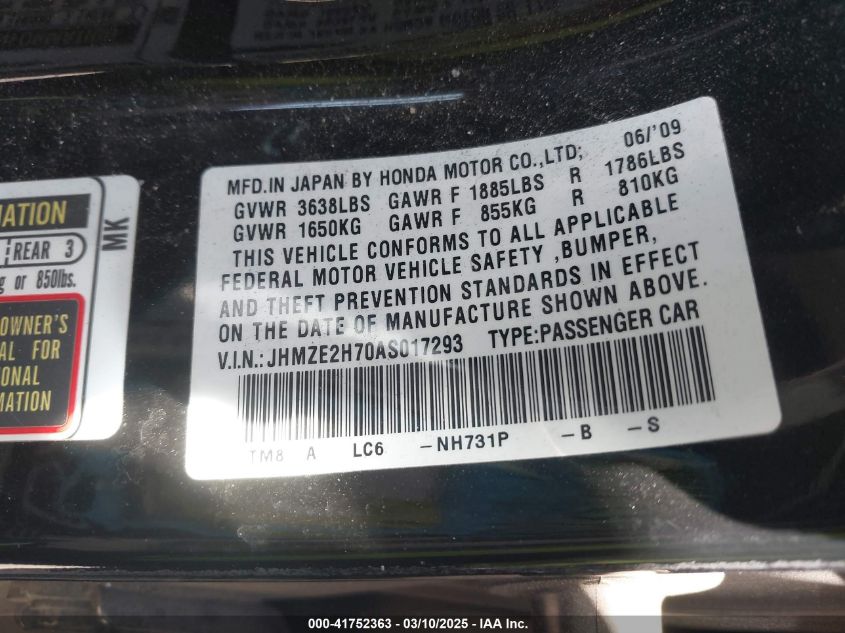 MATION
REAR 3
g or 850lbs.
OWNER'S
AL FOR
ONAL
MATION
MK
MFD.IN JAPAN BY HONDA MOTOR CO.,LTD; 06/'09
GVWR 3638LBS GAWR F 1885LBS R 1786LBS
GVWR 1650KG GAWR F 855KG R 810KG
THIS VEHICLE CONFORMS TO ALL APPLICABLE
FEDERAL MOTOR VEHICLE SAFETY ,BUMPER,
AND THEFT PREVENTION STANDARDS IN EFFECT
ON THE DATE OF MANUFACTURE SHOWN ABOVE.
V.I.N.:JHMZE2H70AS017293 TYPE:PASSENGER CAR
TM8 A LC6 -NH731P -B -S
000-41752363 - 03/10/2025 - IAA Inc.